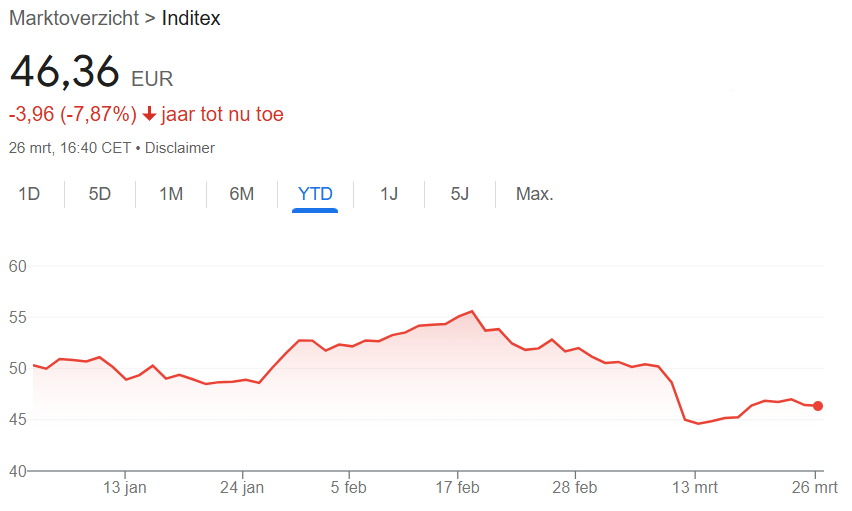 Marktoverzicht > Inditex
46,36 EUR
-3,96 (-7,87%) ↓ jaar tot nu toe
26 mrt, 16:40 CET • Disclaimer
1D 5D 1M 6M YTD 1J 5J Max.
60
55
50
45
40
13 jan 24 jan 5 feb 17 feb 28 feb 13 mrt 26 mrt